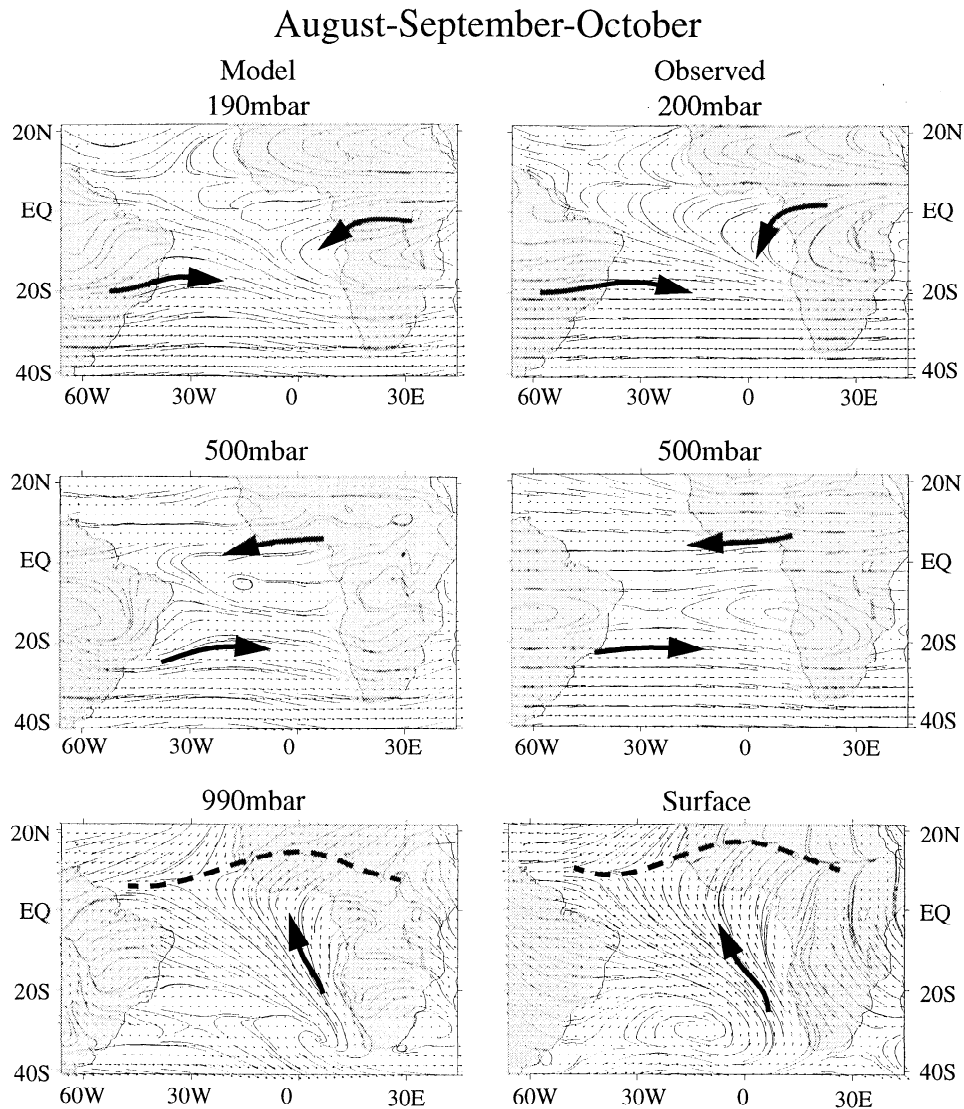 August-September-October
Model Observed
190mbar 200mbar
20N 20N
EQ EQ
20S 20S
40S 40S
60W 30W 0 30E 60W 30W 0 30E
500mbar 500mbar
20N 20N
EQ EQ
20S 20S
40S 40S
60W 30W 0 30E 60W 30W 0 30E
990mbar Surface
20N 20N
EQ EQ
20S 20S
40S 40S
60W 30W 0 30E 60W 30W 0 30E